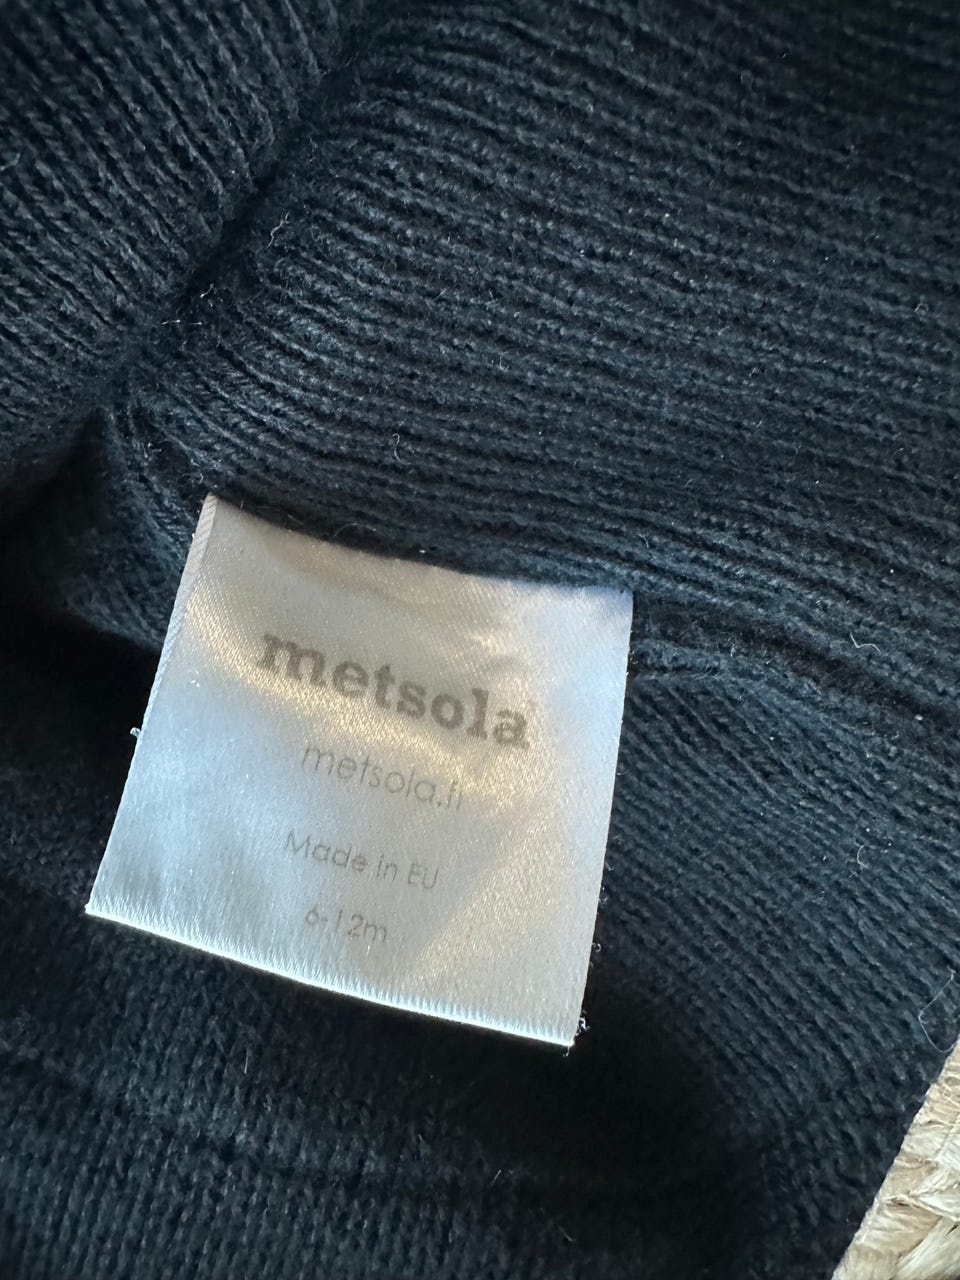 metsola
metsola.fi
Made in EU
6-12m